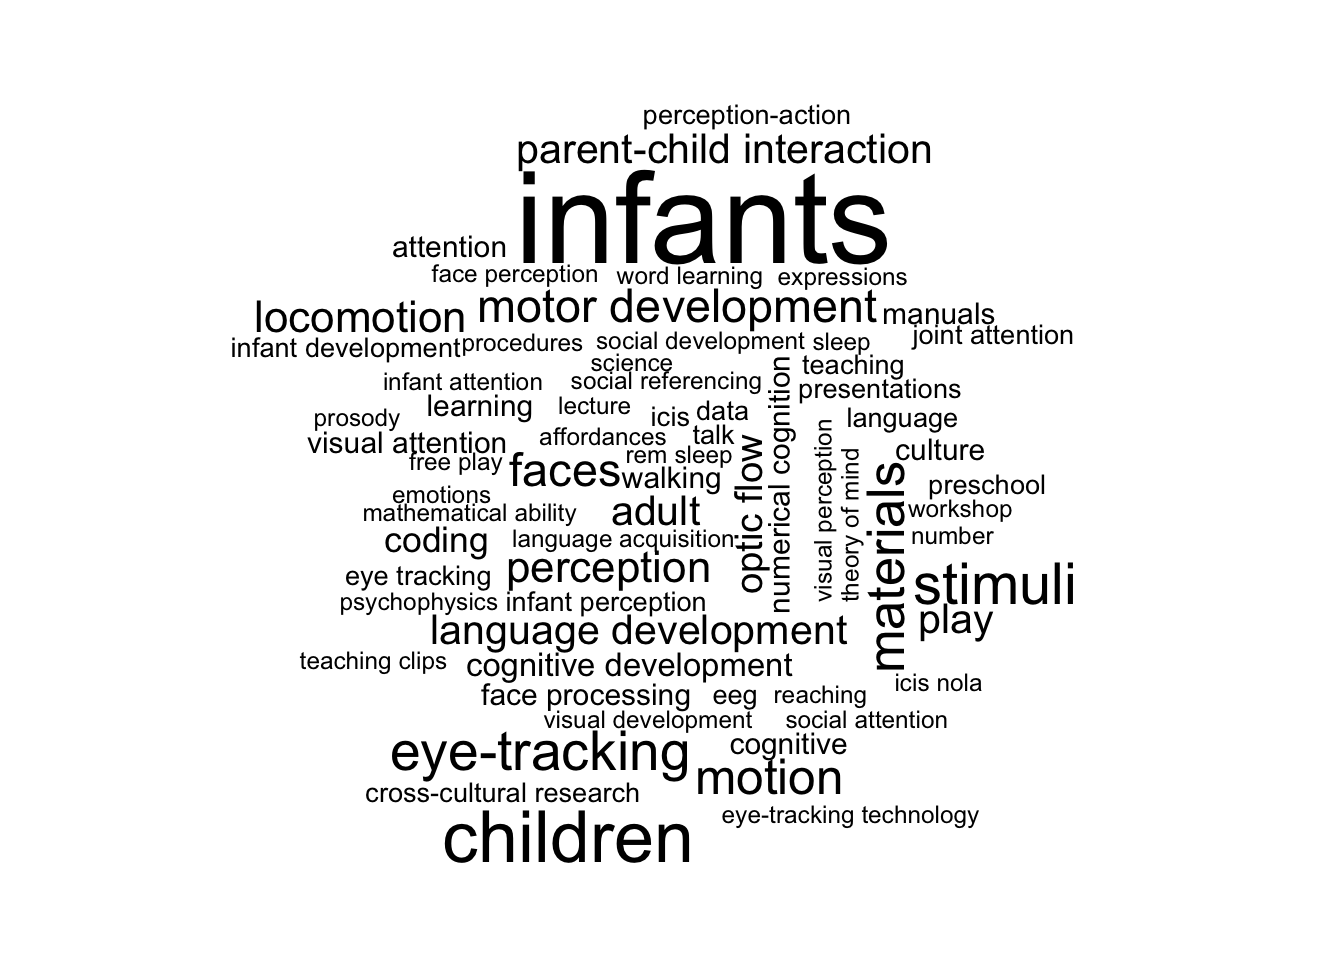 perception-action
parent-child interaction
infants
attention
face perception
word learning
expressions
locomotion
motor development
manuals
joint attention
infant development
procedures
social development
sleep
science
teaching
infant attention
social referencing
presentations
prosody
learning
lecture
icis
data
numerical cognition
language
visual attention
affordances
talk
culture
free play
faces
rem sleep
walking
optic flow
visual perception
theory of mind
materials
preschool
emotions
mathematical ability
adult
workshop
coding
language acquisition
number
eye tracking
perception
stimuli
psychophysics
infant perception
play
language development
teaching clips
cognitive development
face processing
eeg
reaching
icis nola
visual development
social attention
eye-tracking
cognitive
motion
cross-cultural research
eye-tracking technology
children